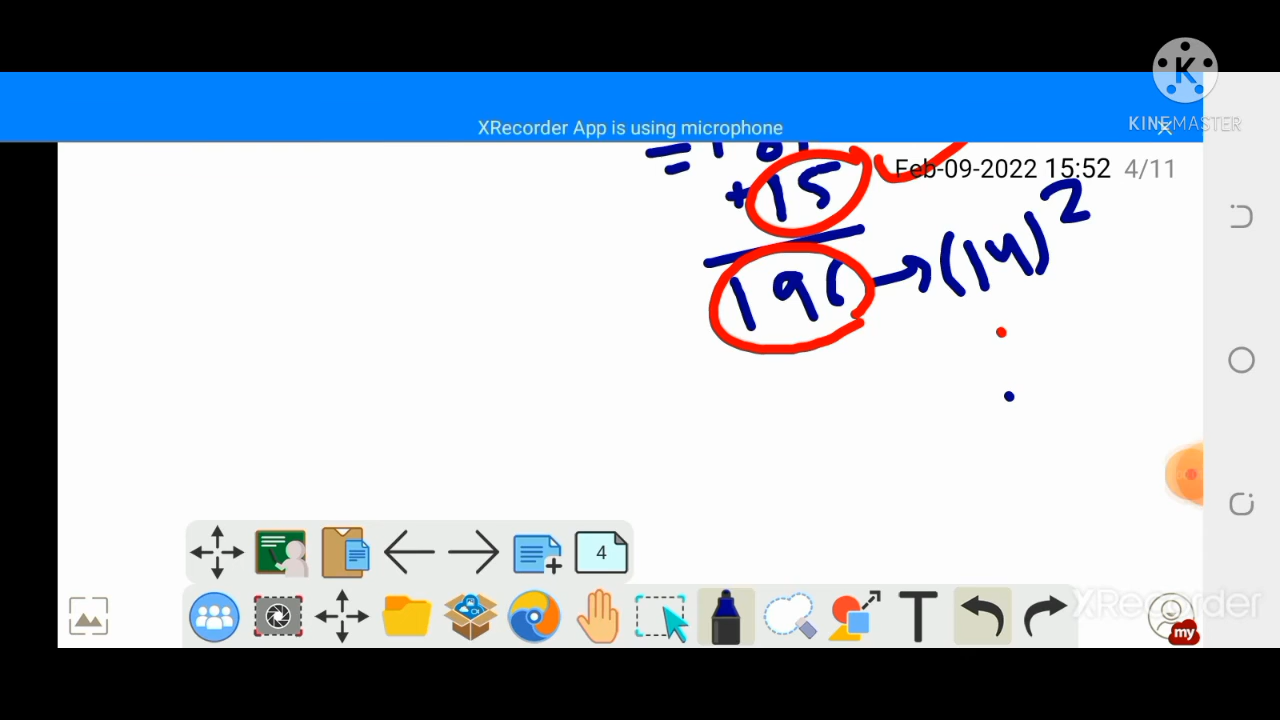 K
KINEMASTER
XRecorder App is using microphone
Feb-09-2022 15:52 4/11
+15
196 → (14)²
4
XRecorder
my